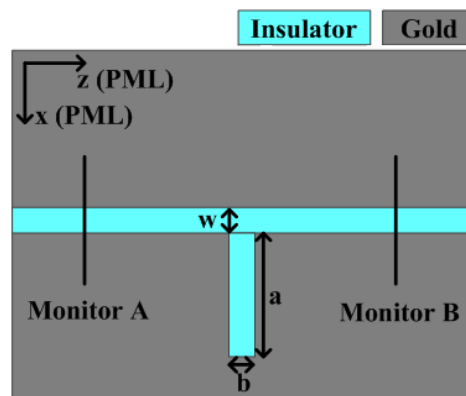 Insulator Gold
z (PML)
x (PML)
w
Monitor A a Monitor B
b